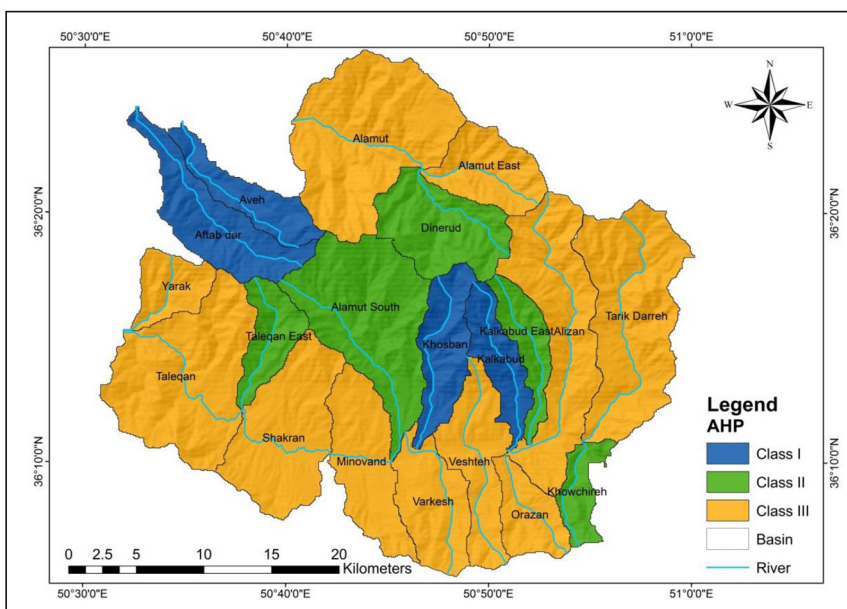 50°30'0"E 50°40'0"E 50°50'0"E 51°0'0"E
N
W E
S
36°20'0"N
36°20'0"N
36°10'0"N
36°10'0"N
Alamut
Alamut East
Aveh
Aftab dar
Dinerud
Yarak
Alamut South
Tarik Darreh
Taleqan East
Khosban
Kalkabud East
Alizan
Kalkabud
Taleqan
Shakran
Minovand
Veshteh
Varkesh
Orazan
Khowchireh
Legend
AHP
Class I
Class II
Class III
Basin
River
0 2.5 5 10 15 20
Kilometers
50°30'0"E 50°40'0"E 50°50'0"E 51°0'0"E